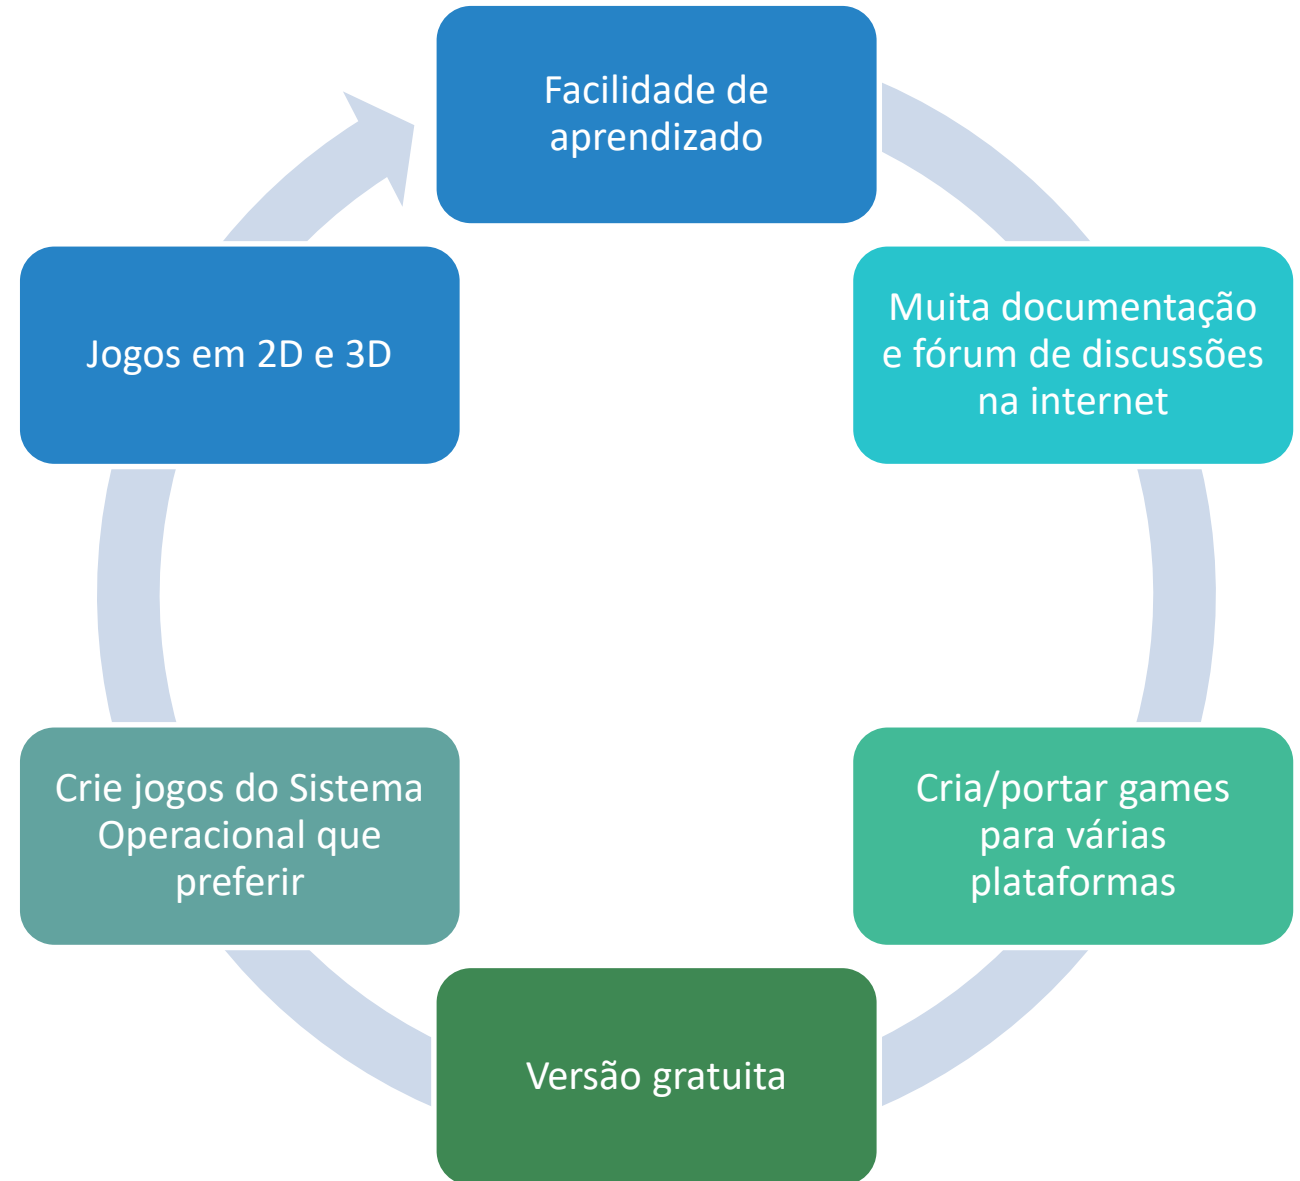 Facilidade de
aprendizado
Muita documentação
e fórum de discussões
na internet
Cria/portar games
para várias
plataformas
Versão gratuita
Crie jogos do Sistema
Operacional que
preferir
Jogos em 2D e 3D